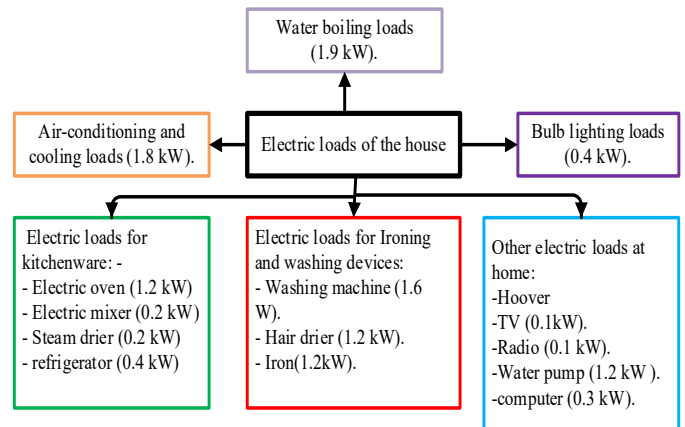 Water boiling loads
(1.9 kW).
Air-conditioning and
cooling loads (1.8 kW).
Electric loads of the house
Bulb lighting loads
(0.4 kW).
Electric loads for
kitchenware: -
- Electric oven (1.2 kW)
- Electric mixer (0.2 kW)
- Steam drier (0.2 kW)
- refrigerator (0.4 kW)
Electric loads for Ironing
and washing devices:
- Washing machine (1.6
W).
- Hair drier (1.2 kW).
- Iron(1.2kW).
Other electric loads at
home:
-Hoover
-TV (0.1kW).
-Radio (0.1 kW).
-Water pump (1.2 kW ).
-computer (0.3 kW).